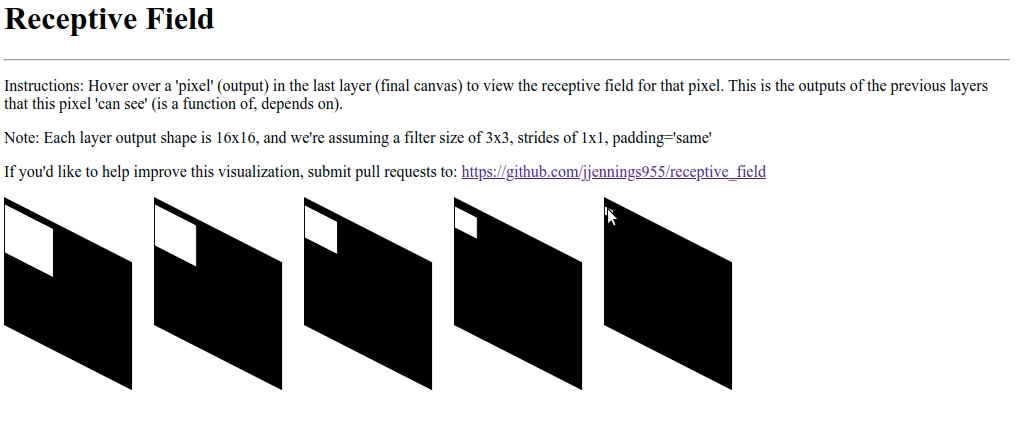 Receptive Field
Instructions: Hover over a 'pixel' (output) in the last layer (final canvas) to view the receptive field for that pixel. This is the outputs of the previous layers
that this pixel 'can see' (is a function of, depends on).
Note: Each layer output shape is 16x16, and we're assuming a filter size of 3x3, strides of 1x1, padding='same'
If you'd like to help improve this visualization, submit pull requests to: https://github.com/jjennings955/receptive_field